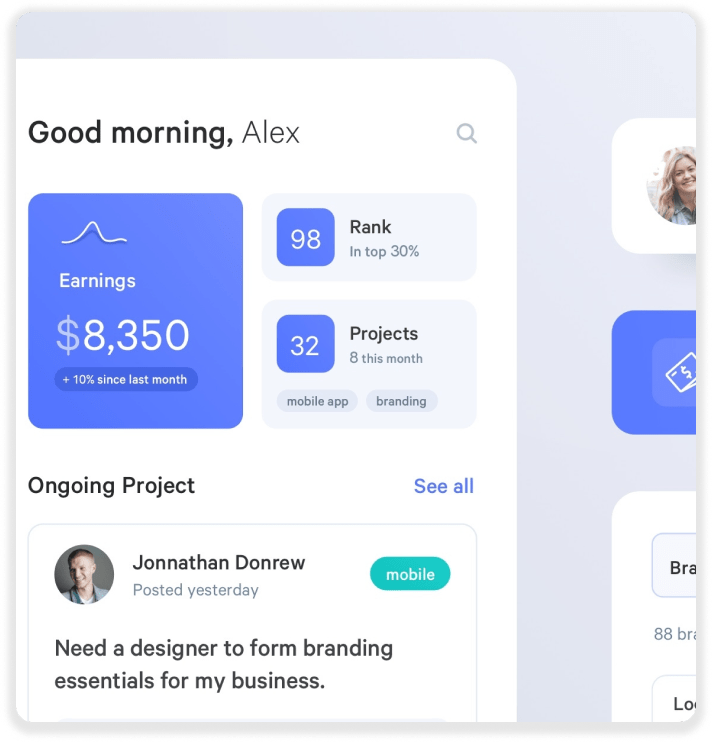 Good morning, Alex
Earnings
$8,350
+ 10% since last month
98
Rank
In top 30%
32
Projects
8 this month
mobile app
branding
Ongoing Project
See all
Jonnathan Donrew
Posted yesterday
mobile
Need a designer to form branding
essentials for my business.
$
Bra
88 bra
Lo